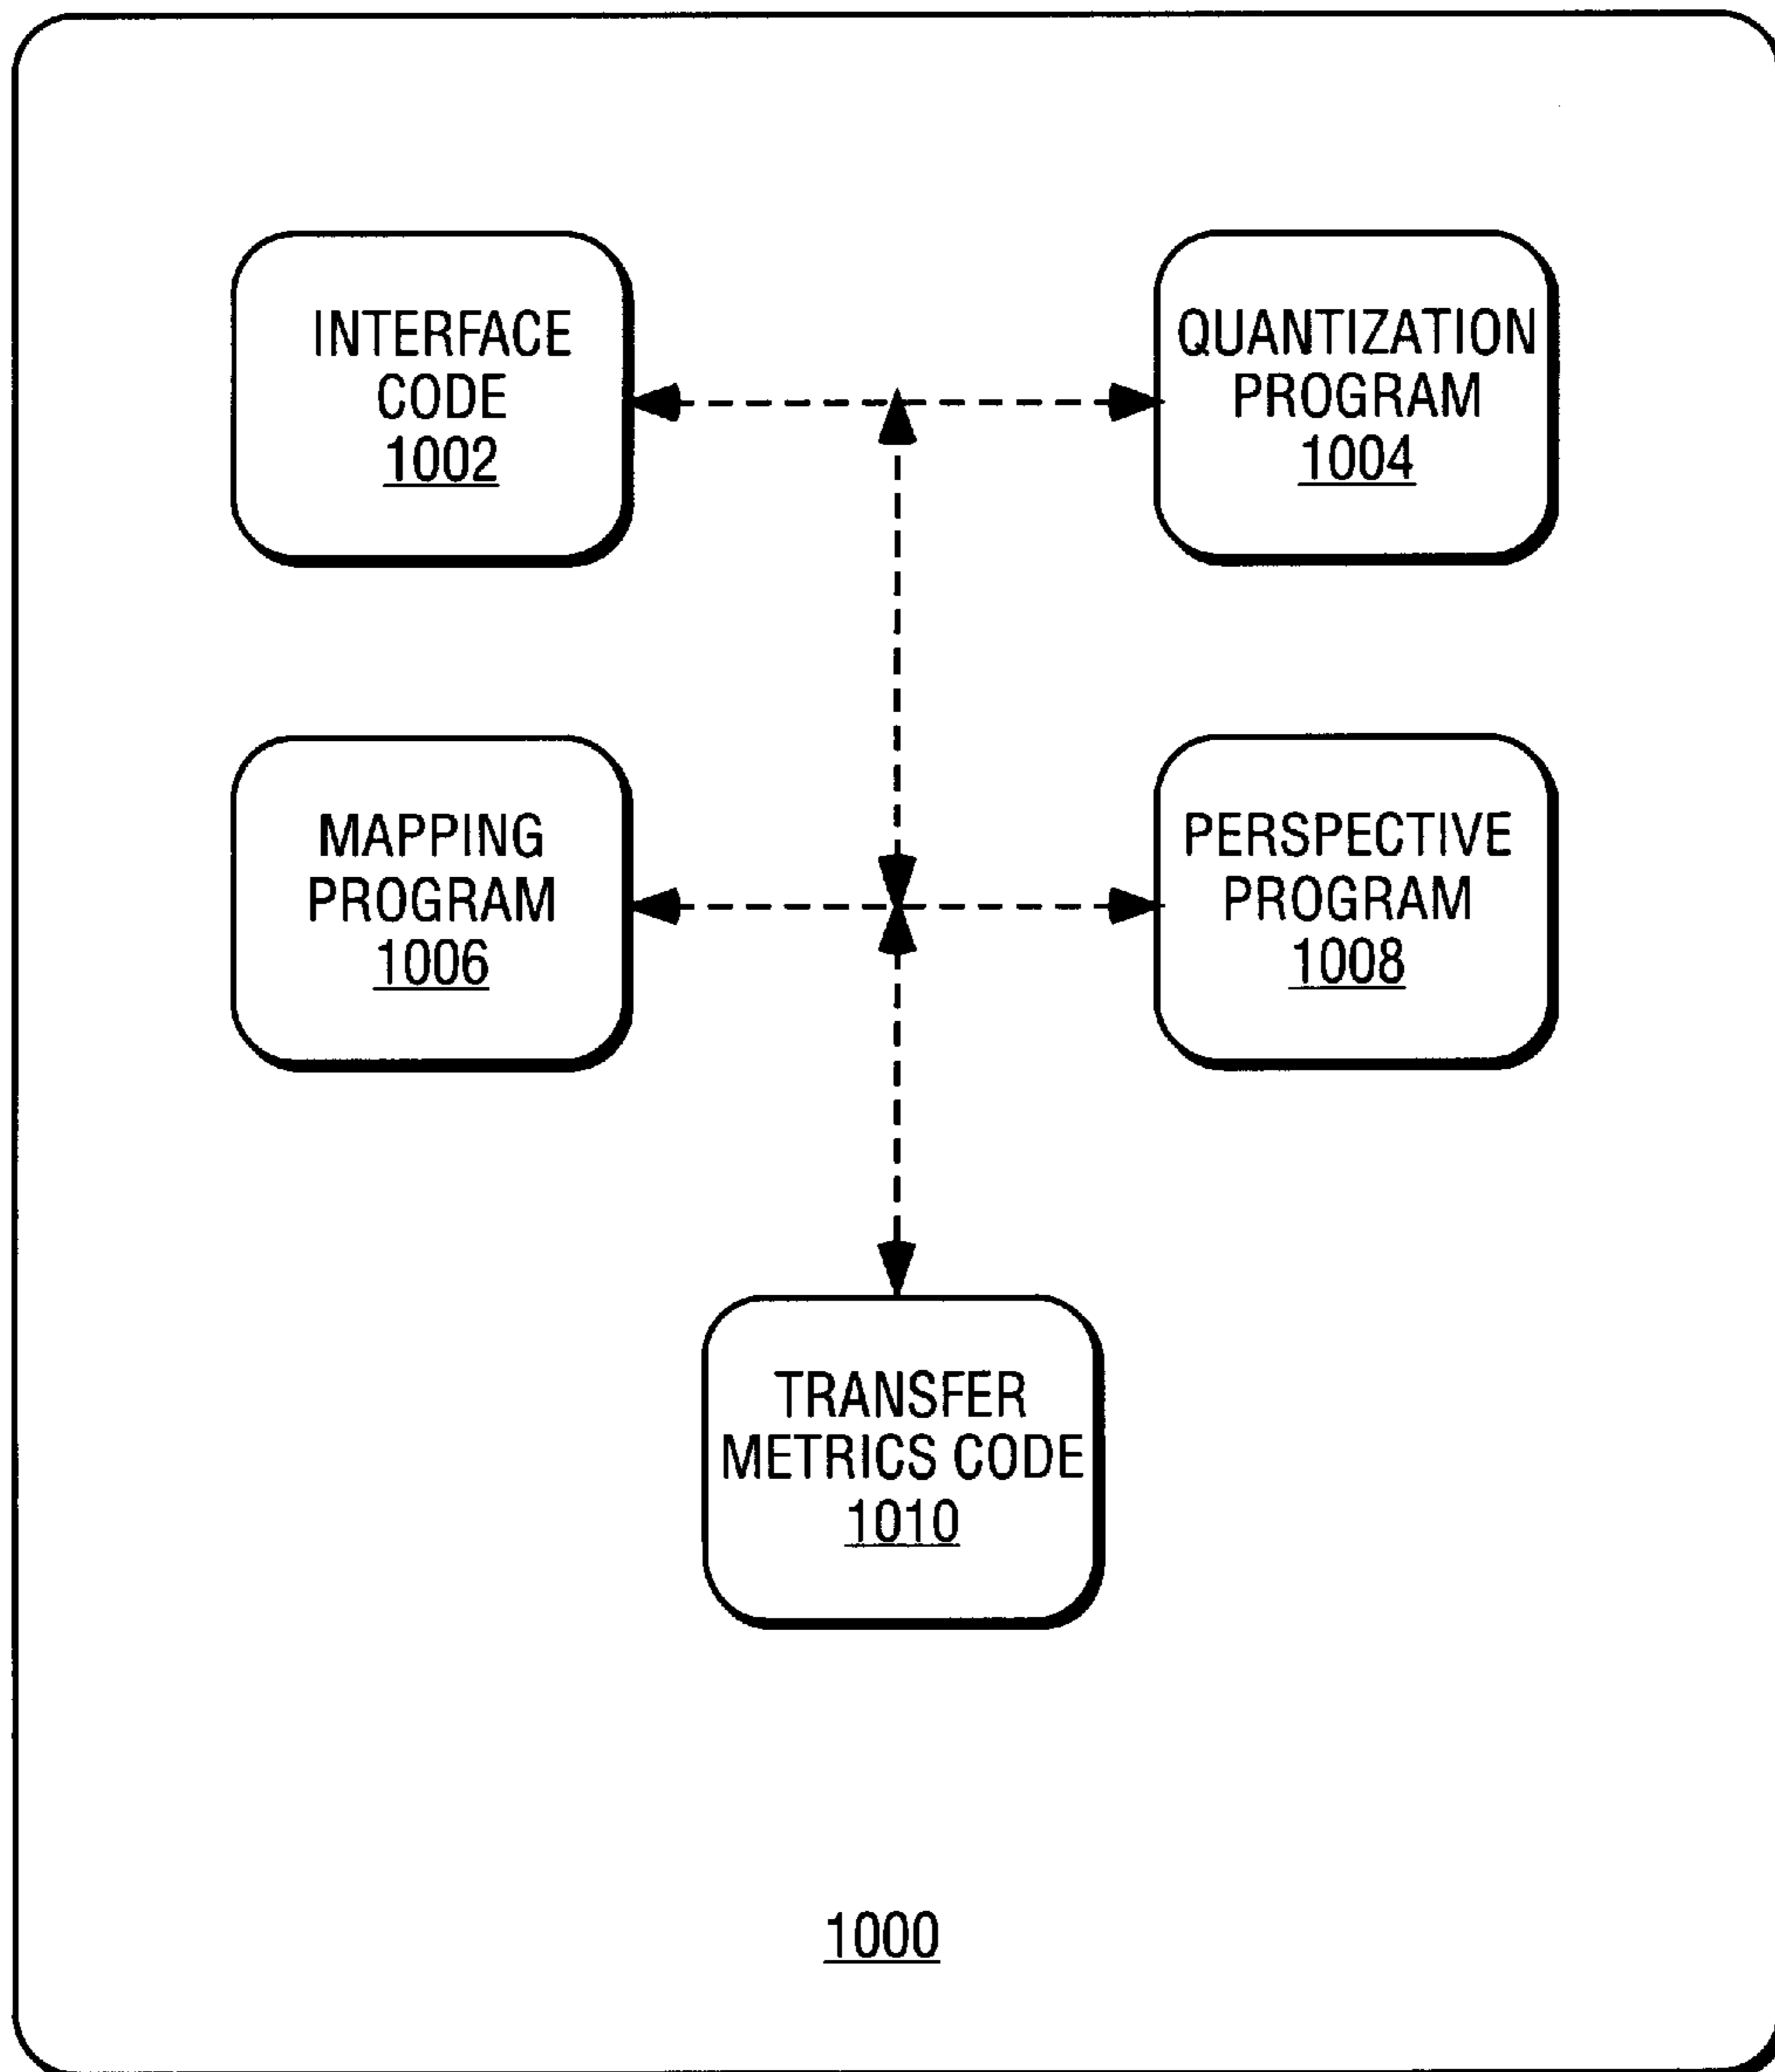 INTERFACE
CODE
1002
QUANTIZATION
PROGRAM
1004
MAPPING
PROGRAM
1006
PERSPECTIVE
PROGRAM
1008
TRANSFER
METRICS CODE
1010
1000